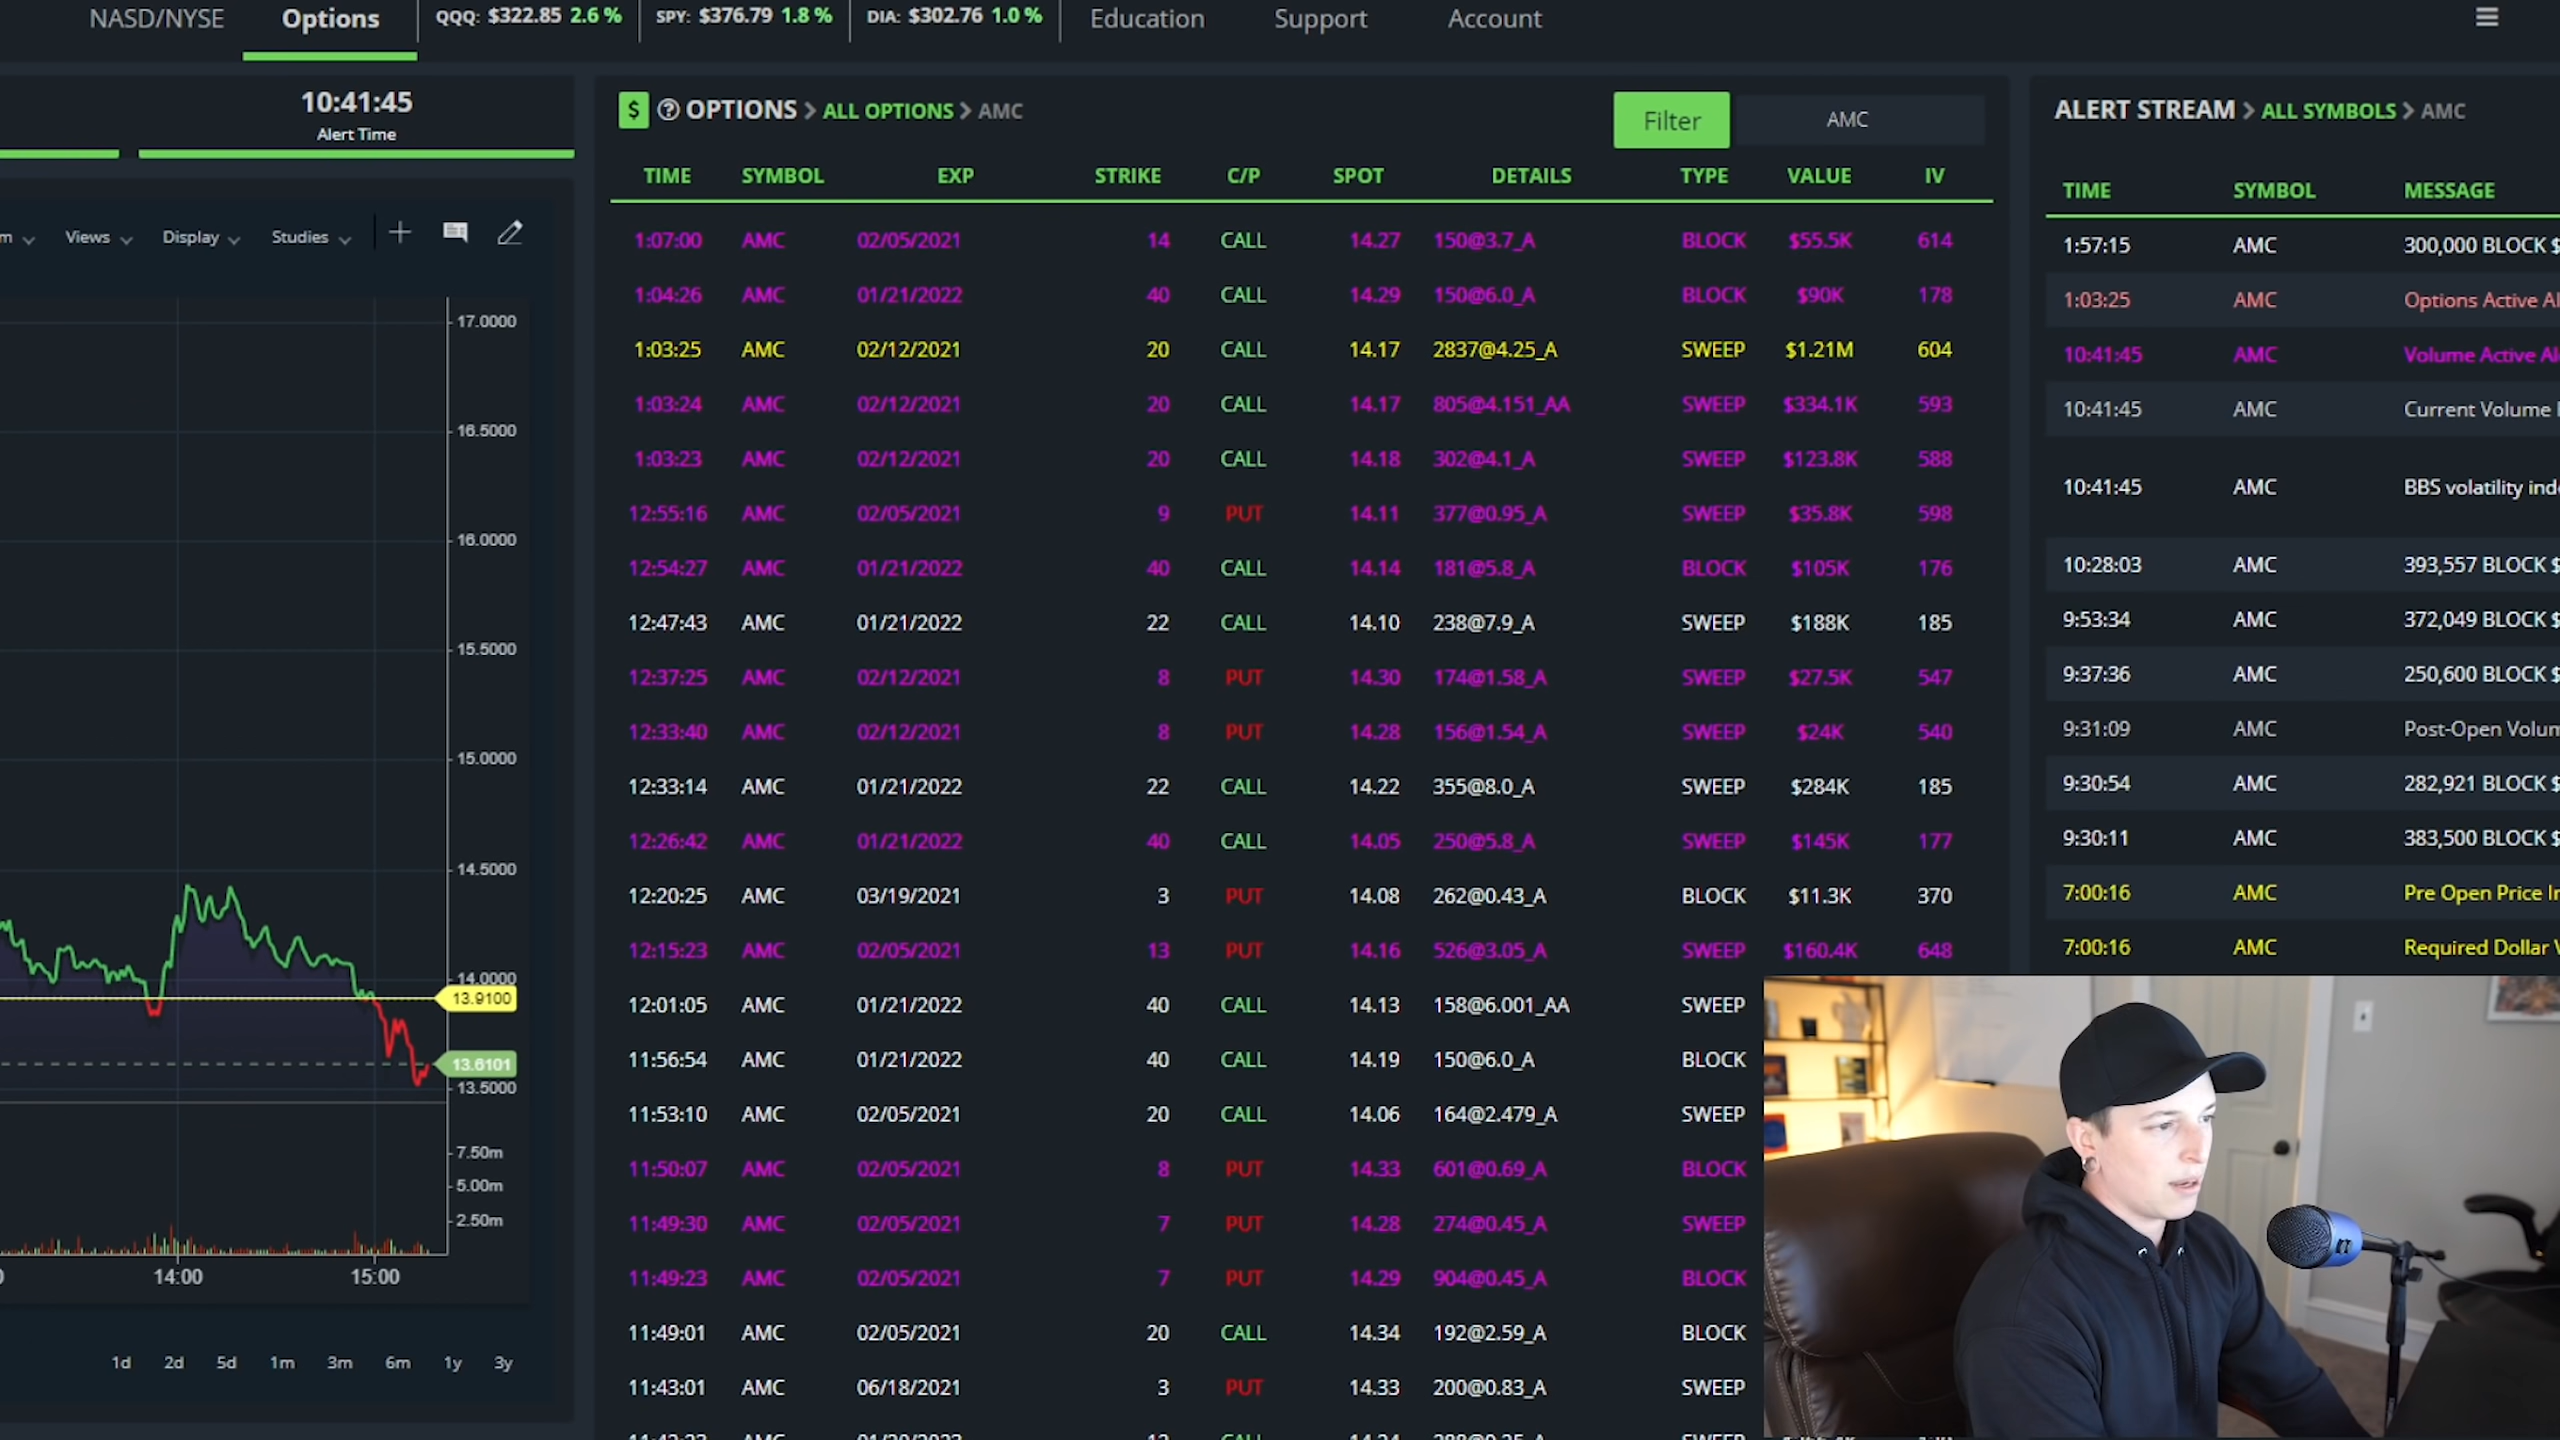 NASD/NYSE Options QQQ: $322.85 2.6 % SPY: $376.79 1.8 % DIA: $302.76 1.0 % Education Support Account
10:41:45
Alert Time
Views Display Studies
17.0000
16.5000
16.0000
15.5000
15.0000
14.5000
14.0000
13.9100
13.6101
13.5000
7.50m
5.00m
2.50m
14:00 15:00
1d 2d 5d 1m 3m 6m 1y 3y
$ ? OPTIONS > ALL OPTIONS > AMC Filter AMC
TIME SYMBOL EXP STRIKE C/P SPOT DETAILS TYPE VALUE IV
1:07:00 AMC 02/05/2021 14 CALL 14.27 150@3.7_A BLOCK $55.5K 614
1:04:26 AMC 01/21/2022 40 CALL 14.29 150@6.0_A BLOCK $90K 178
1:03:25 AMC 02/12/2021 20 CALL 14.17 2837@4.25_A SWEEP $1.21M 604
1:03:24 AMC 02/12/2021 20 CALL 14.17 805@4.151_AA SWEEP $334.1K 593
1:03:23 AMC 02/12/2021 20 CALL 14.18 302@4.1_A SWEEP $123.8K 588
12:55:16 AMC 02/05/2021 9 PUT 14.11 377@0.95_A SWEEP $35.8K 598
12:54:27 AMC 01/21/2022 40 CALL 14.14 181@5.8_A BLOCK $105K 176
12:47:43 AMC 01/21/2022 22 CALL 14.10 238@7.9_A SWEEP $188K 185
12:37:25 AMC 02/12/2021 8 PUT 14.30 174@1.58_A SWEEP $27.5K 547
12:33:40 AMC 02/12/2021 8 PUT 14.28 156@1.54_A SWEEP $24K 540
12:33:14 AMC 01/21/2022 22 CALL 14.22 355@8.0_A SWEEP $284K 185
12:26:42 AMC 01/21/2022 40 CALL 14.05 250@5.8_A SWEEP $145K 177
12:20:25 AMC 03/19/2021 3 PUT 14.08 262@0.43_A BLOCK $11.3K 370
12:15:23 AMC 02/05/2021 13 PUT 14.16 526@3.05_A SWEEP $160.4K 648
12:01:05 AMC 01/21/2022 40 CALL 14.13 158@6.001_AA SWEEP
11:56:54 AMC 01/21/2022 40 CALL 14.19 150@6.0_A BLOCK
11:53:10 AMC 02/05/2021 20 CALL 14.06 164@2.479_A SWEEP
11:50:07 AMC 02/05/2021 8 PUT 14.33 601@0.69_A BLOCK
11:49:30 AMC 02/05/2021 7 PUT 14.28 274@0.45_A SWEEP
11:49:23 AMC 02/05/2021 7 PUT 14.29 904@0.45_A BLOCK
11:49:01 AMC 02/05/2021 20 CALL 14.34 192@2.59_A BLOCK
11:43:01 AMC 06/18/2021 3 PUT 14.33 200@0.83_A SWEEP
ALERT STREAM > ALL SYMBOLS > AMC
TIME SYMBOL MESSAGE
1:57:15 AMC 300,000 BLOCK $
1:03:25 AMC Options Active
10:41:45 AMC Volume Active
10:41:45 AMC Current Volume
10:41:45 AMC BBS volatility
10:28:03 AMC 393,557 BLOCK $
9:53:34 AMC 372,049 BLOCK $
9:37:36 AMC 250,600 BLOCK $
9:31:09 AMC Post-Open
9:30:54 AMC 282,921 BLOCK $
9:30:11 AMC 383,500 BLOCK $
7:00:16 AMC Pre Open Price
7:00:16 AMC Required Dollar